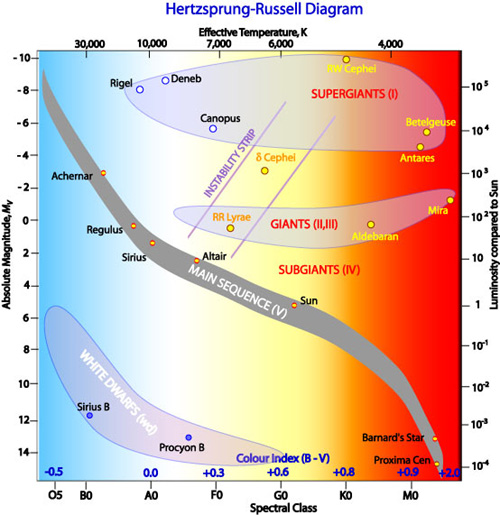 Hertzsprung-Russell Diagram
Effective Temperature, K
30,000 10,000 7,000 6,000 4,000
-10
-8
-6
-4
-2
0
2
4
6
8
10
12
14
Absolute Magnitude, Mv
10⁵
10⁴
10³
10²
10
1
10⁻¹
10⁻²
10⁻³
10⁻⁴
Luminosity compared to Sun
RW Cephei
Deneb
Rigel
SUPERGIANTS (I)
Canopus
Betelgeuse
Antares
INSTABILITY STRIP
δ Cephei
Achernar
Mira
RR Lyrae
GIANTS (II,III)
Regulus
Aldebaran
Sirius
Altair
SUBGIANTS (IV)
MAIN SEQUENCE (V)
Sun
WHITE DWARFS (wd)
Sirius B
Procyon B
Barnard's Star
Proxima Cen
Colour Index (B - V)
-0.5 0.0 +0.3 +0.6 +0.8 +0.9 +2.0
O5 B0 A0 F0 G0 K0 M0
Spectral Class